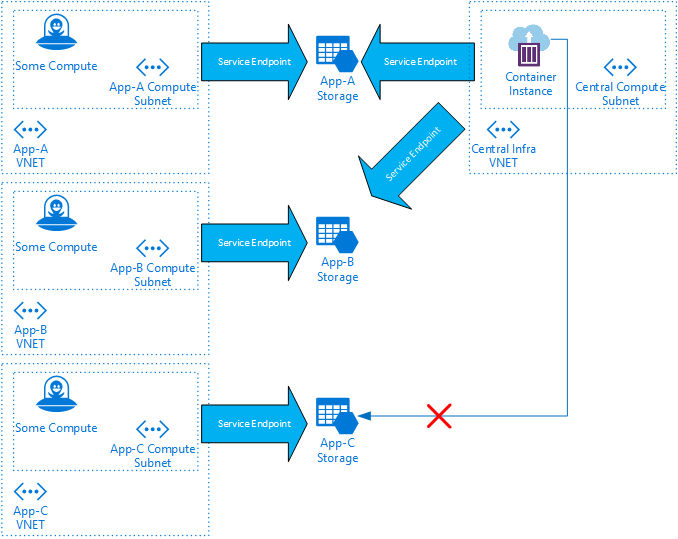 Some Compute
App-A Compute
Subnet
App-A
VNET
Service Endpoint
App-A
Storage
Service Endpoint
Container
Instance
Central Compute
Subnet
Central Infra
VNET
Service Endpoint
Some Compute
App-B Compute
Subnet
App-B
VNET
Service Endpoint
App-B
Storage
Some Compute
App-C Compute
Subnet
App-C
VNET
Service Endpoint
App-C
Storage